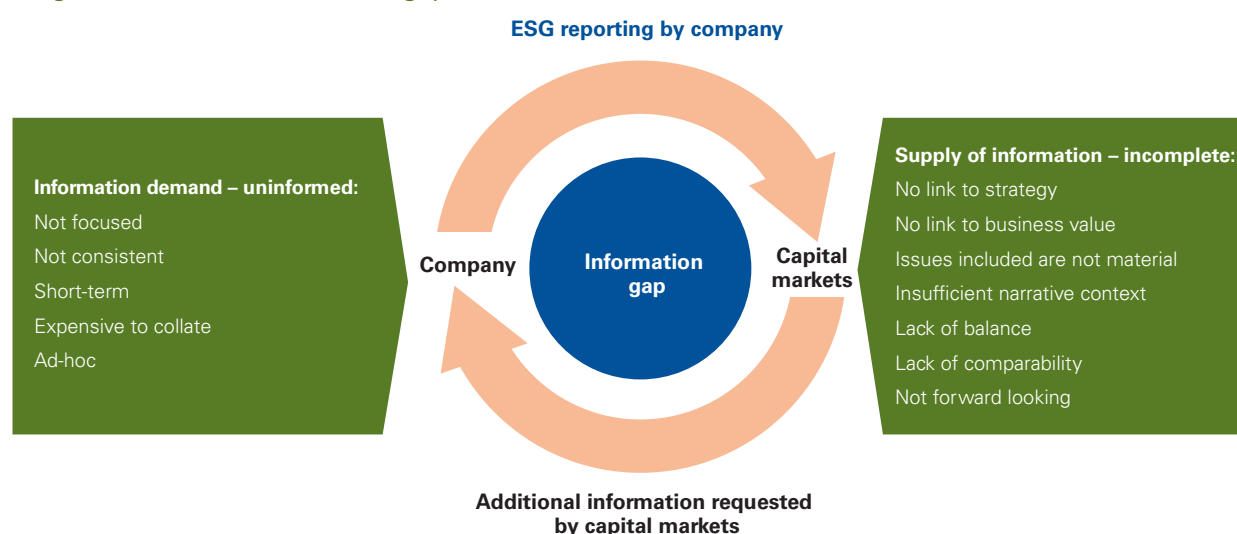 ESG reporting by company
Information demand – uninformed:
Not focused
Not consistent
Short-term
Expensive to collate
Ad-hoc
Company
Information
gap
Capital
markets
Supply of information – incomplete:
No link to strategy
No link to business value
Issues included are not material
Insufficient narrative context
Lack of balance
Lack of comparability
Not forward looking
Additional information requested
by capital markets